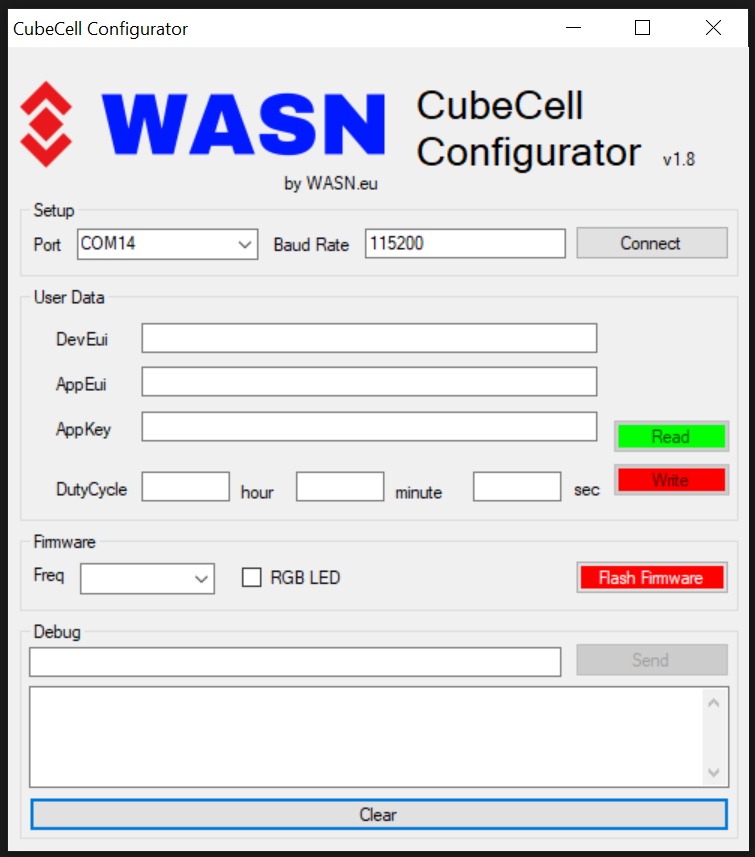 CubeCell Configurator
WASN
CubeCell
Configurator v1.8
by WASN.eu
Setup
Port COM14 Baud Rate 115200 Connect
User Data
DevEui
AppEui
AppKey
Read
DutyCycle hour minute sec Write
Firmware
Freq RGB LED Flash Firmware
Debug
Send
Clear